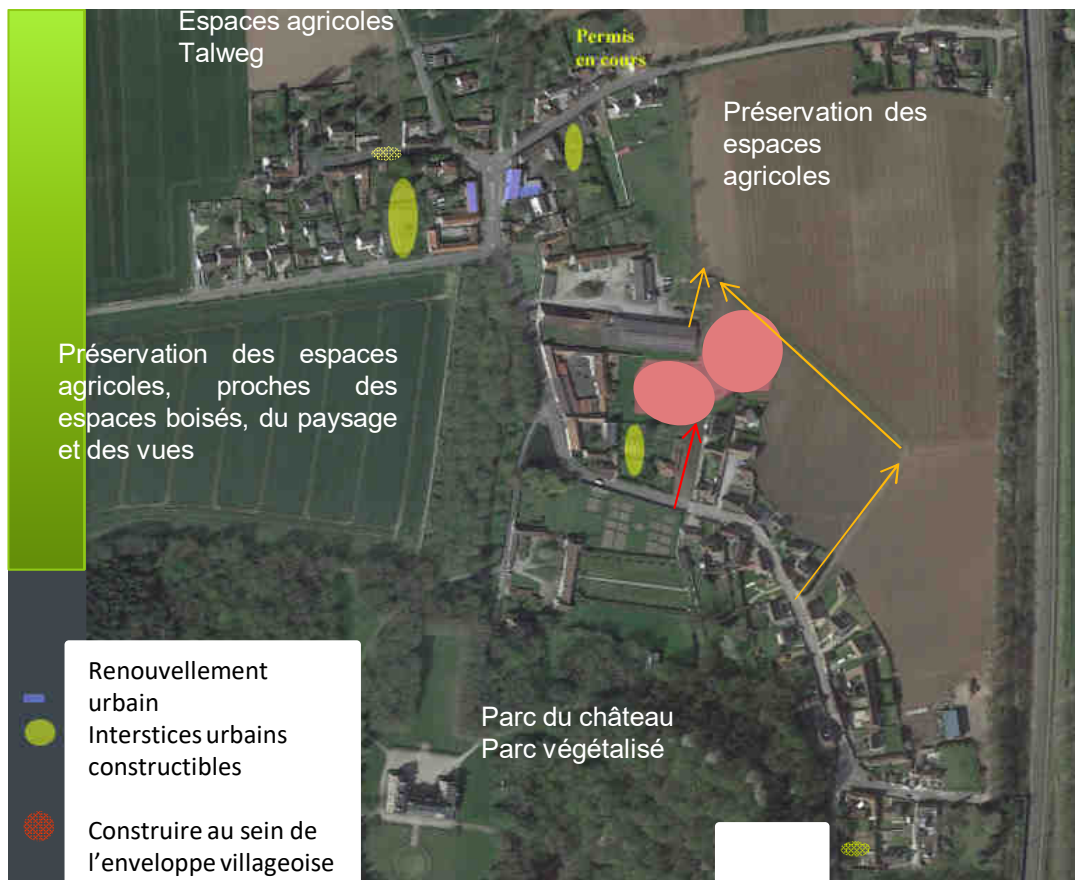 Espaces agricoles
Talweg
Permis
en cours
Préservation des
espaces
agricoles
Préservation des espaces
agricoles, proches des
espaces boisés, du paysage
et des vues
Parc du château
Parc végétalisé
Renouvellement
urbain
Interstices urbains
constructibles
Construire au sein de
l'enveloppe villageoise